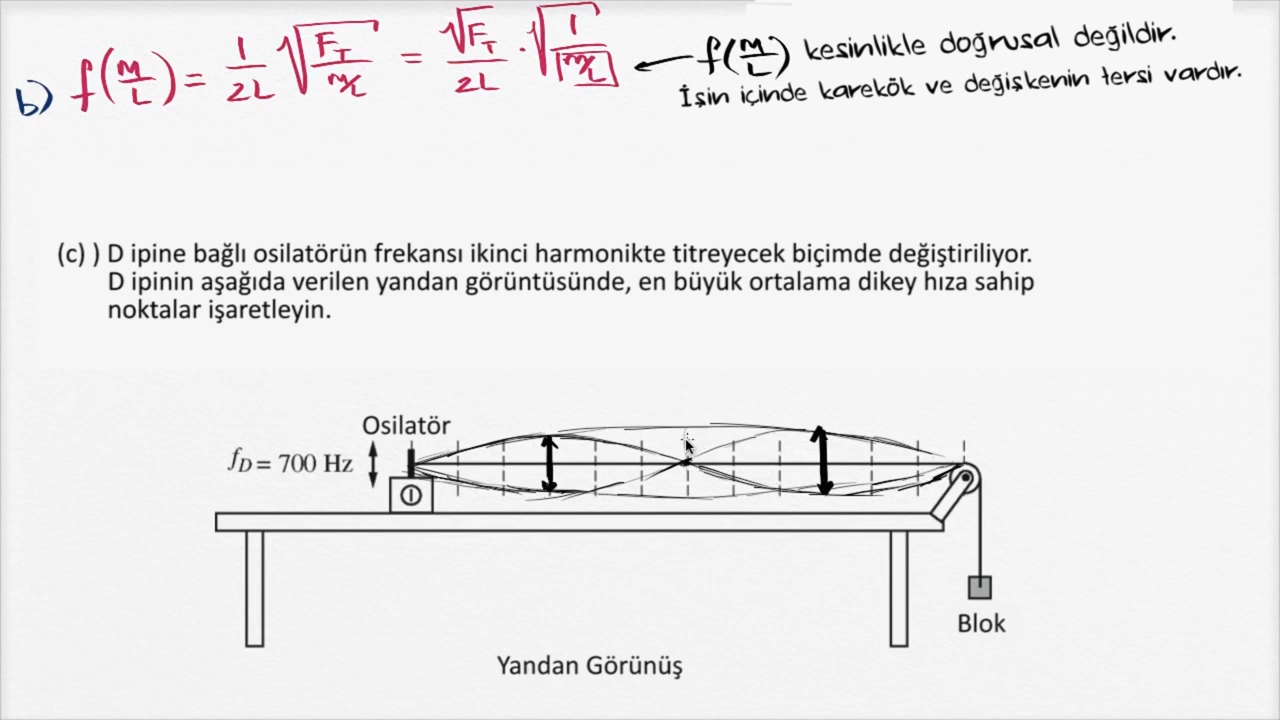 b) f(m/L) = 1/2L √(F_T/(m/L)) = √F_T/2L · √(1/(m/L)) ← f(m/L) kesinlikle doğrusal değildir.
İşin içinde karekök ve değişkenin tersi vardır.
(c) ) D ipine bağlı osilatörün frekansı ikinci harmonikte titreyecek biçimde değiştiriliyor.
D ipinin aşağıda verilen yandan görüntüsünde, en büyük ortalama dikey hıza sahip
noktalar işaretleyin.
Osilatör
f_D = 700 Hz
Blok
Yandan Görünüş